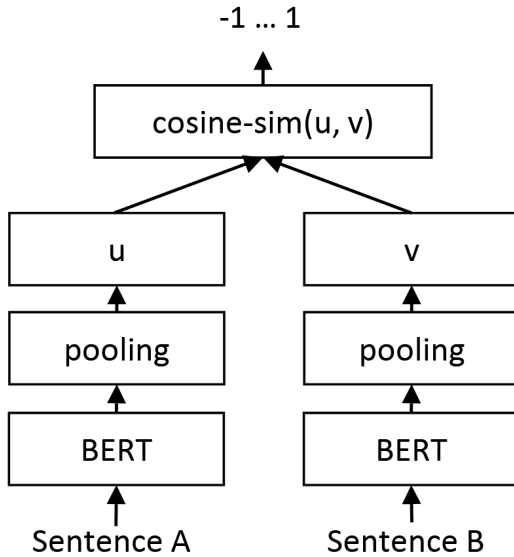 -1 ... 1
cosine-sim(u, v)
u
v
pooling
pooling
BERT
BERT
Sentence A
Sentence B